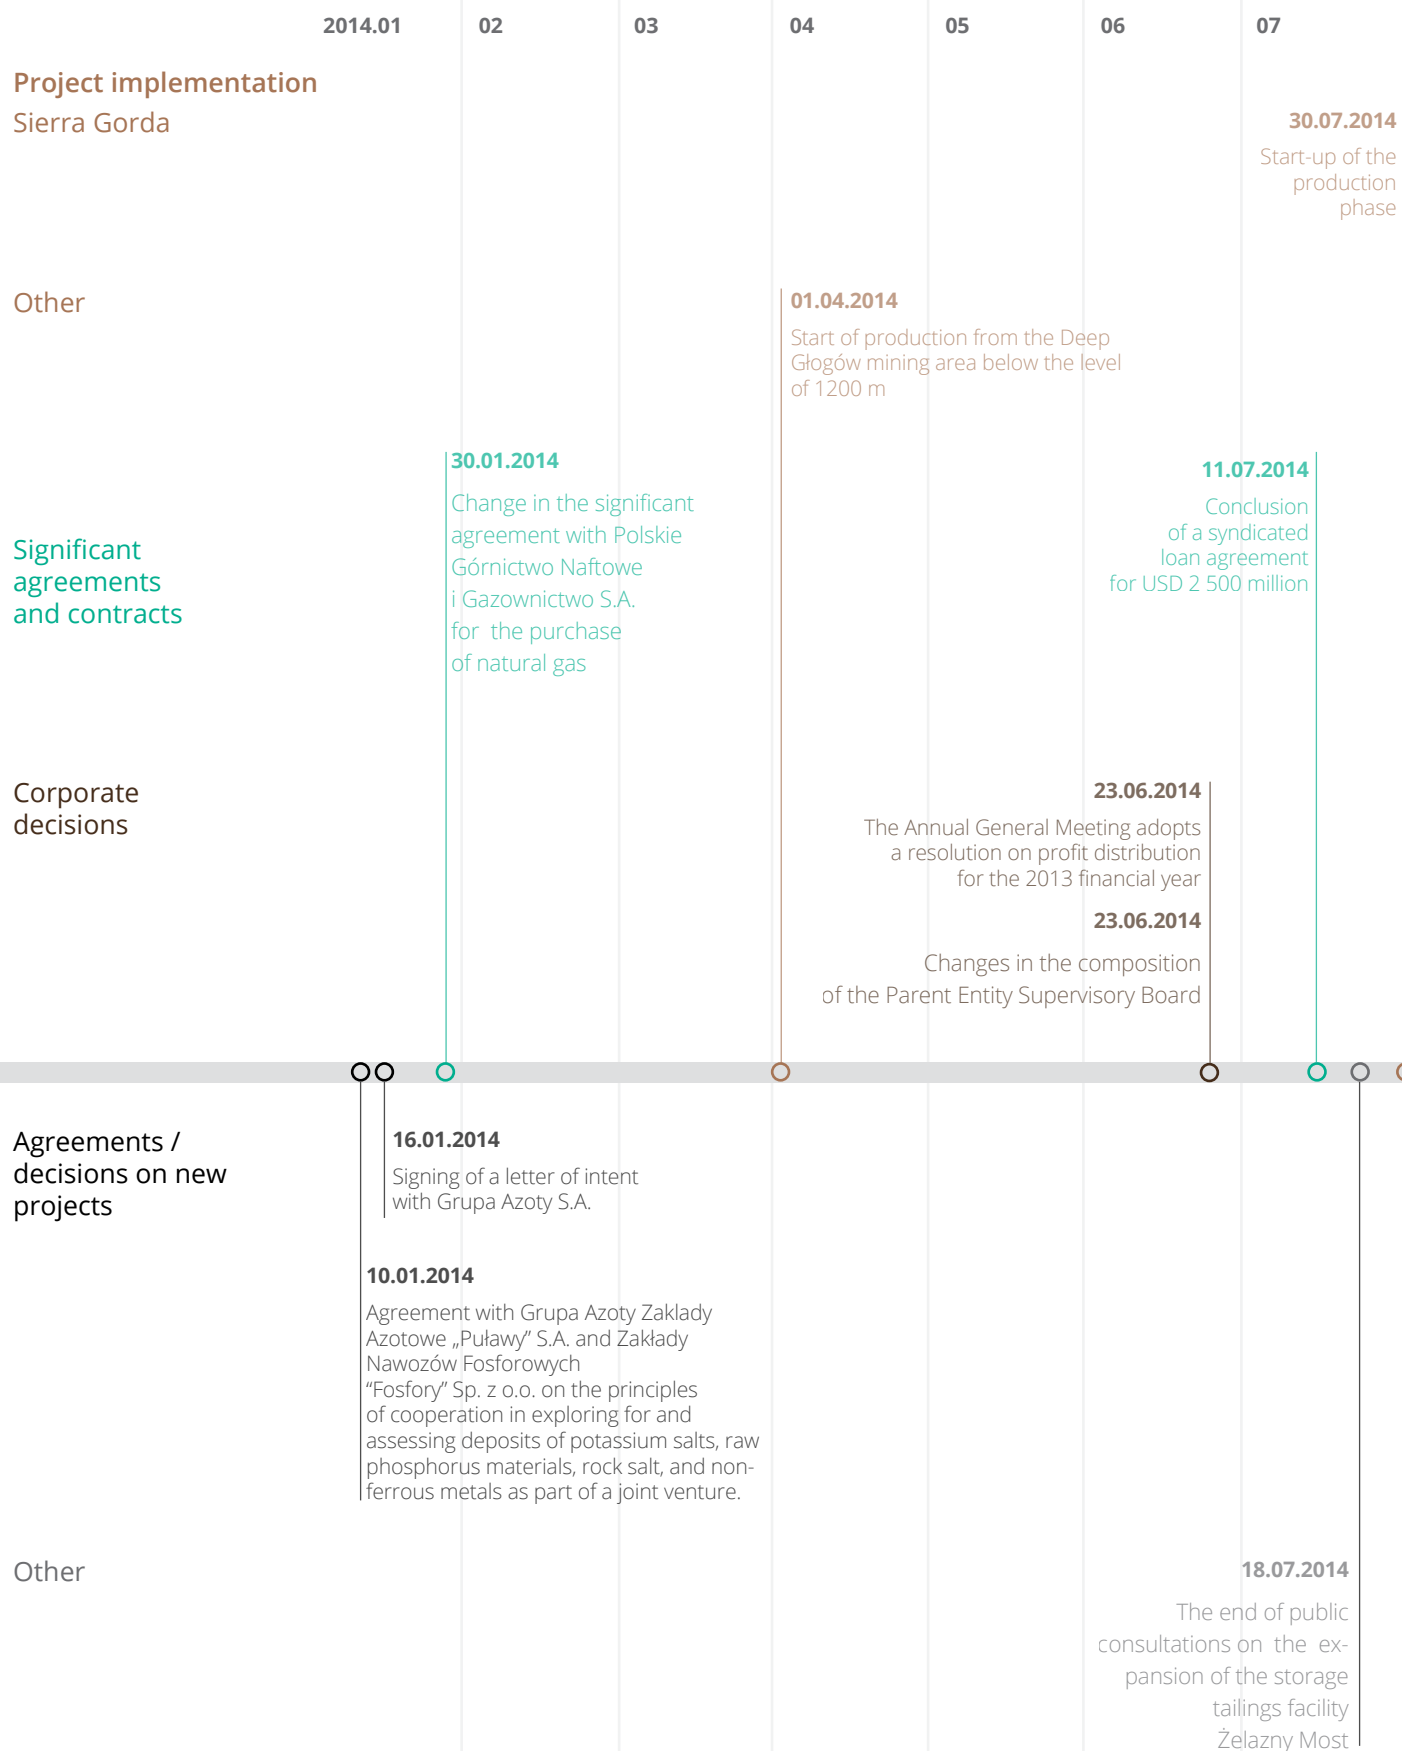 2014.01 02 03 04 05 06 07
Project implementation
Sierra Gorda
30.07.2014
Start-up of the
production
phase
Other
01.04.2014
Start of production from the Deep
Głogów mining area below the level
of 1200 m
Significant
agreements
and contracts
30.01.2014
Change in the significant
agreement with Polskie
Górnictwo Naftowe
i Gazownictwo S.A.
for the purchase
of natural gas
11.07.2014
Conclusion
of a syndicated
loan agreement
for USD 2 500 million
Corporate
decisions
23.06.2014
The Annual General Meeting adopts
a resolution on profit distribution
for the 2013 financial year
23.06.2014
Changes in the composition
of the Parent Entity Supervisory Board
Agreements /
decisions on new
projects
16.01.2014
Signing of a letter of intent
with Grupa Azoty S.A.
10.01.2014
Agreement with Grupa Azoty Zaklady
Azotowe „Puławy” S.A. and Zakłady
Nawozów Fosforowych
“Fosfory” Sp. z o.o. on the principles
of cooperation in exploring for and
assessing deposits of potassium salts, raw
phosphorus materials, rock salt, and non-
ferrous metals as part of a joint venture.
Other
18.07.2014
The end of public
consultations on the ex-
pansion of the storage
tailings facility
Żelazny Most